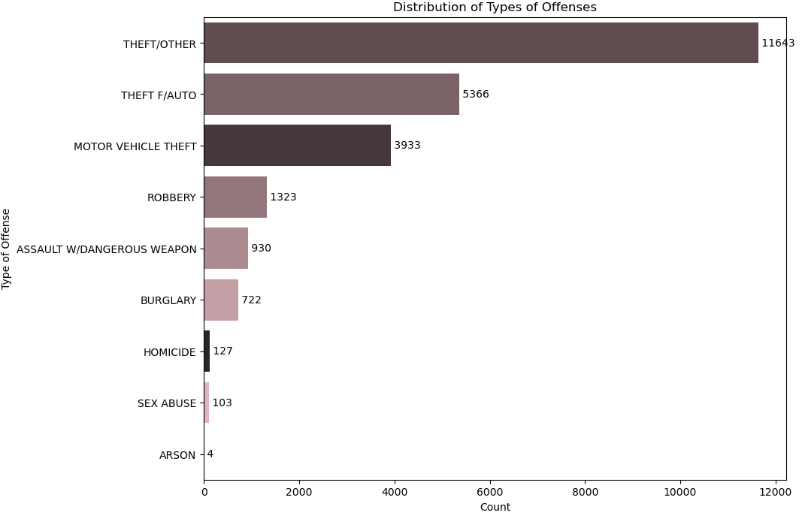 Distribution of Types of Offenses
Type of Offense
THEFT/OTHER 11643
THEFT F/AUTO 5366
MOTOR VEHICLE THEFT 3933
ROBBERY 1323
ASSAULT W/DANGEROUS WEAPON 930
BURGLARY 722
HOMICIDE 127
SEX ABUSE 103
ARSON 4
0 2000 4000 6000 8000 10000 12000
Count